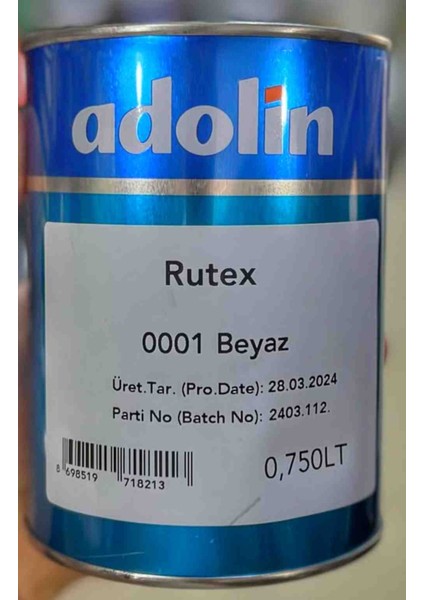 adolin
Rutex
0001 Beyaz
Üret.Tar. (Pro.Date): 28.03.2024
Parti No (Batch No): 2403.112.
8 698519 718213
0,750LT